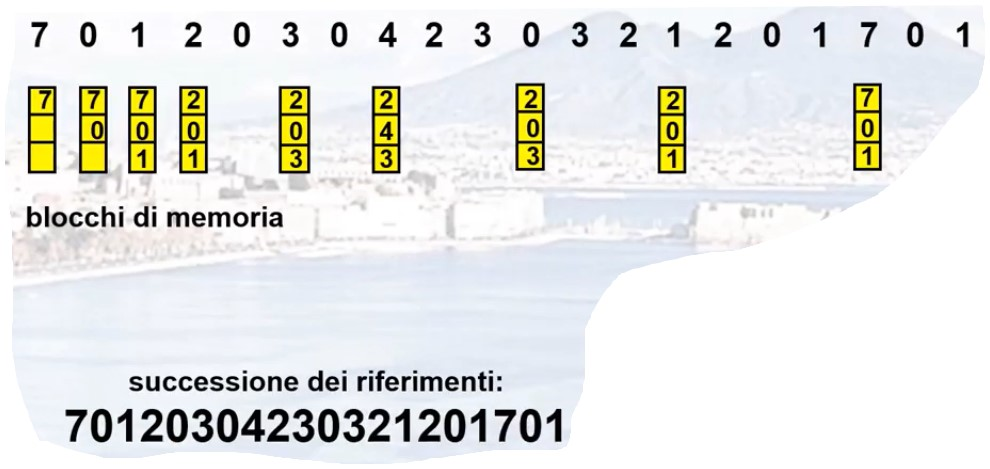 7 0 1 2 0 3 0 4 2 3 0 3 2 1 2 0 1 7 0 1
7 7 7 2 2 2 2 2 7
0 0 0 0 4 0 0 0
1 1 3 3 3 1 1
blocchi di memoria
successione dei riferimenti:
70120304230321201701